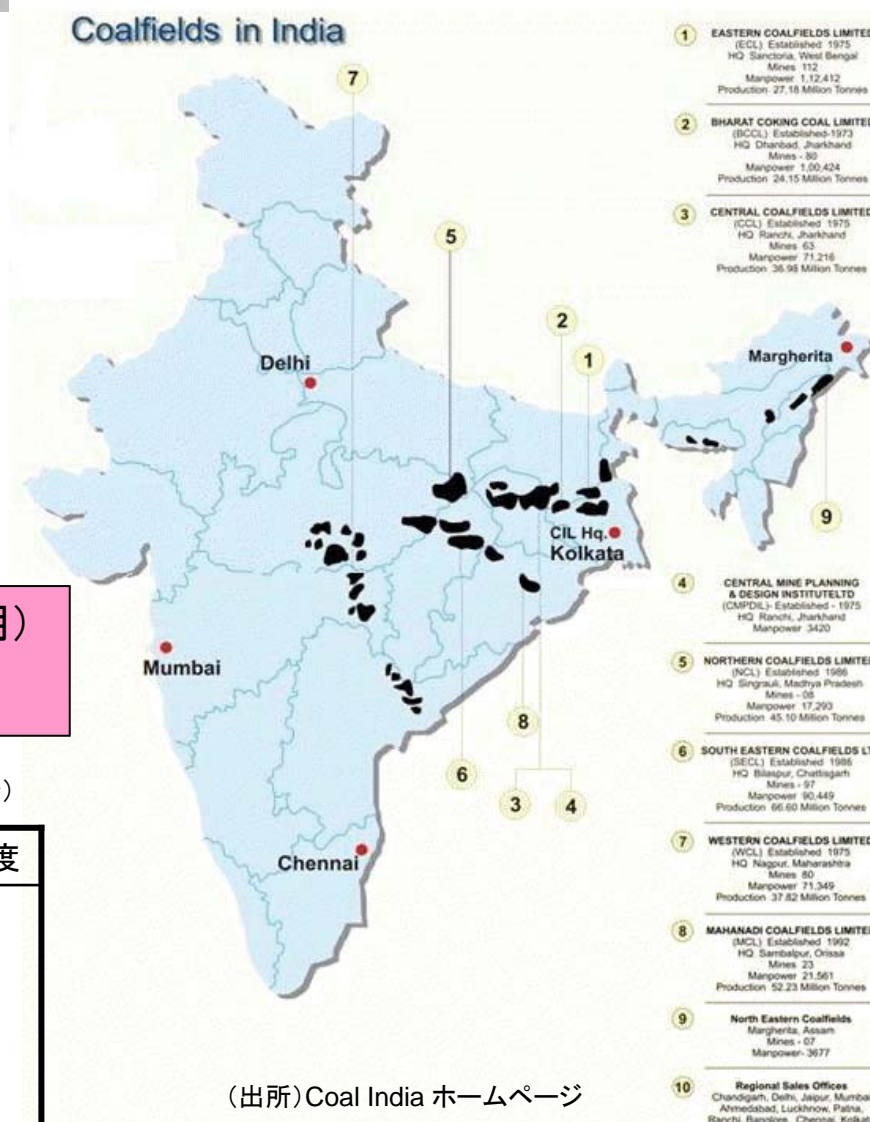 Coalfields in India
7
5
2
1
Delhi
Margherita
CIL Hq.
Kolkata
9
Mumbai
8
6
3
4
Chennai
(出所)Coal India ホームページ
)
)
度
1 EASTERN COALFIELDS LIMITED
(ECL) Established 1975
HQ Sanctoria, West Bengal
Mines 112
Manpower 1,12,412
Production 27.18 Million Tonnes
2 BHARAT COKING COAL LIMITED
(BCCL) Established-1973
HQ Dhanbad, Jharkhand
Mines - 80
Manpower 1,00,424
Production 24.15 Million Tonnes
3 CENTRAL COALFIELDS LIMITED
(CCL) Established 1975
HQ Ranchi, Jharkhand
Mines 63
Manpower 71,216
Production 36.98 Million Tonnes
4 CENTRAL MINE PLANNING
& DESIGN INSTITUTELTD
(CMPDIL)- Established - 1975
HQ Ranchi, Jharkhand
Manpower 3420
5 NORTHERN COALFIELDS LIMITE
(NCL) Established 1986
HQ Singrauli, Madhya Pradesh
Mines - 08
Manpower 17,293
Production 45.10 Million Tonnes
6 SOUTH EASTERN COALFIELDS LT
(SECL) Established 1986
HQ Bilaspur, Chattisgarh
Mines - 97
Manpower 90,449
Production 66.60 Million Tonnes
7 WESTERN COALFIELDS LIMITED
(WCL) Established 1975
HQ Nagpur, Maharashtra
Mines 80
Manpower 71,349
Production 37.82 Million Tonnes
8 MAHANADI COALFIELDS LIMITE
(MCL) Established 1992
HQ Sambalpur, Orissa
Mines 23
Manpower 21,561
Production 52.23 Million Tonnes
9 North Eastern Coalfields
Margherita, Assam
Mines - 07
Manpower- 3677
10 Regional Sales Offices
Chandigarh, Delhi, Jaipur, Mumbai
Ahmedabad, Luckhnow, Patna,
Ranchi, Banglore, Chennai, Kolkat